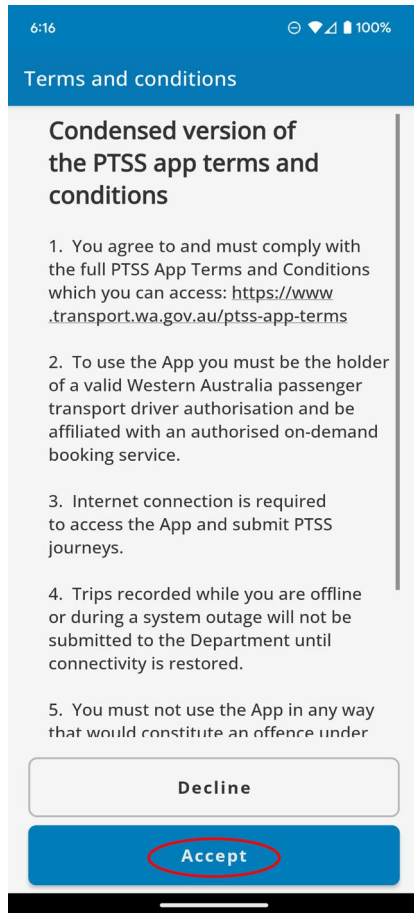 6:16
100%
Terms and conditions
Condensed version of
the PTSS app terms and
conditions
1. You agree to and must comply with
the full PTSS App Terms and Conditions
which you can access: https://www
.transport.wa.gov.au/ptss-app-terms
2. To use the App you must be the holder
of a valid Western Australia passenger
transport driver authorisation and be
affiliated with an authorised on-demand
booking service.
3. Internet connection is required
to access the App and submit PTSS
journeys.
4. Trips recorded while you are offline
or during a system outage will not be
submitted to the Department until
connectivity is restored.
5. You must not use the App in any way
that would constitute an offence under
Decline
Accept